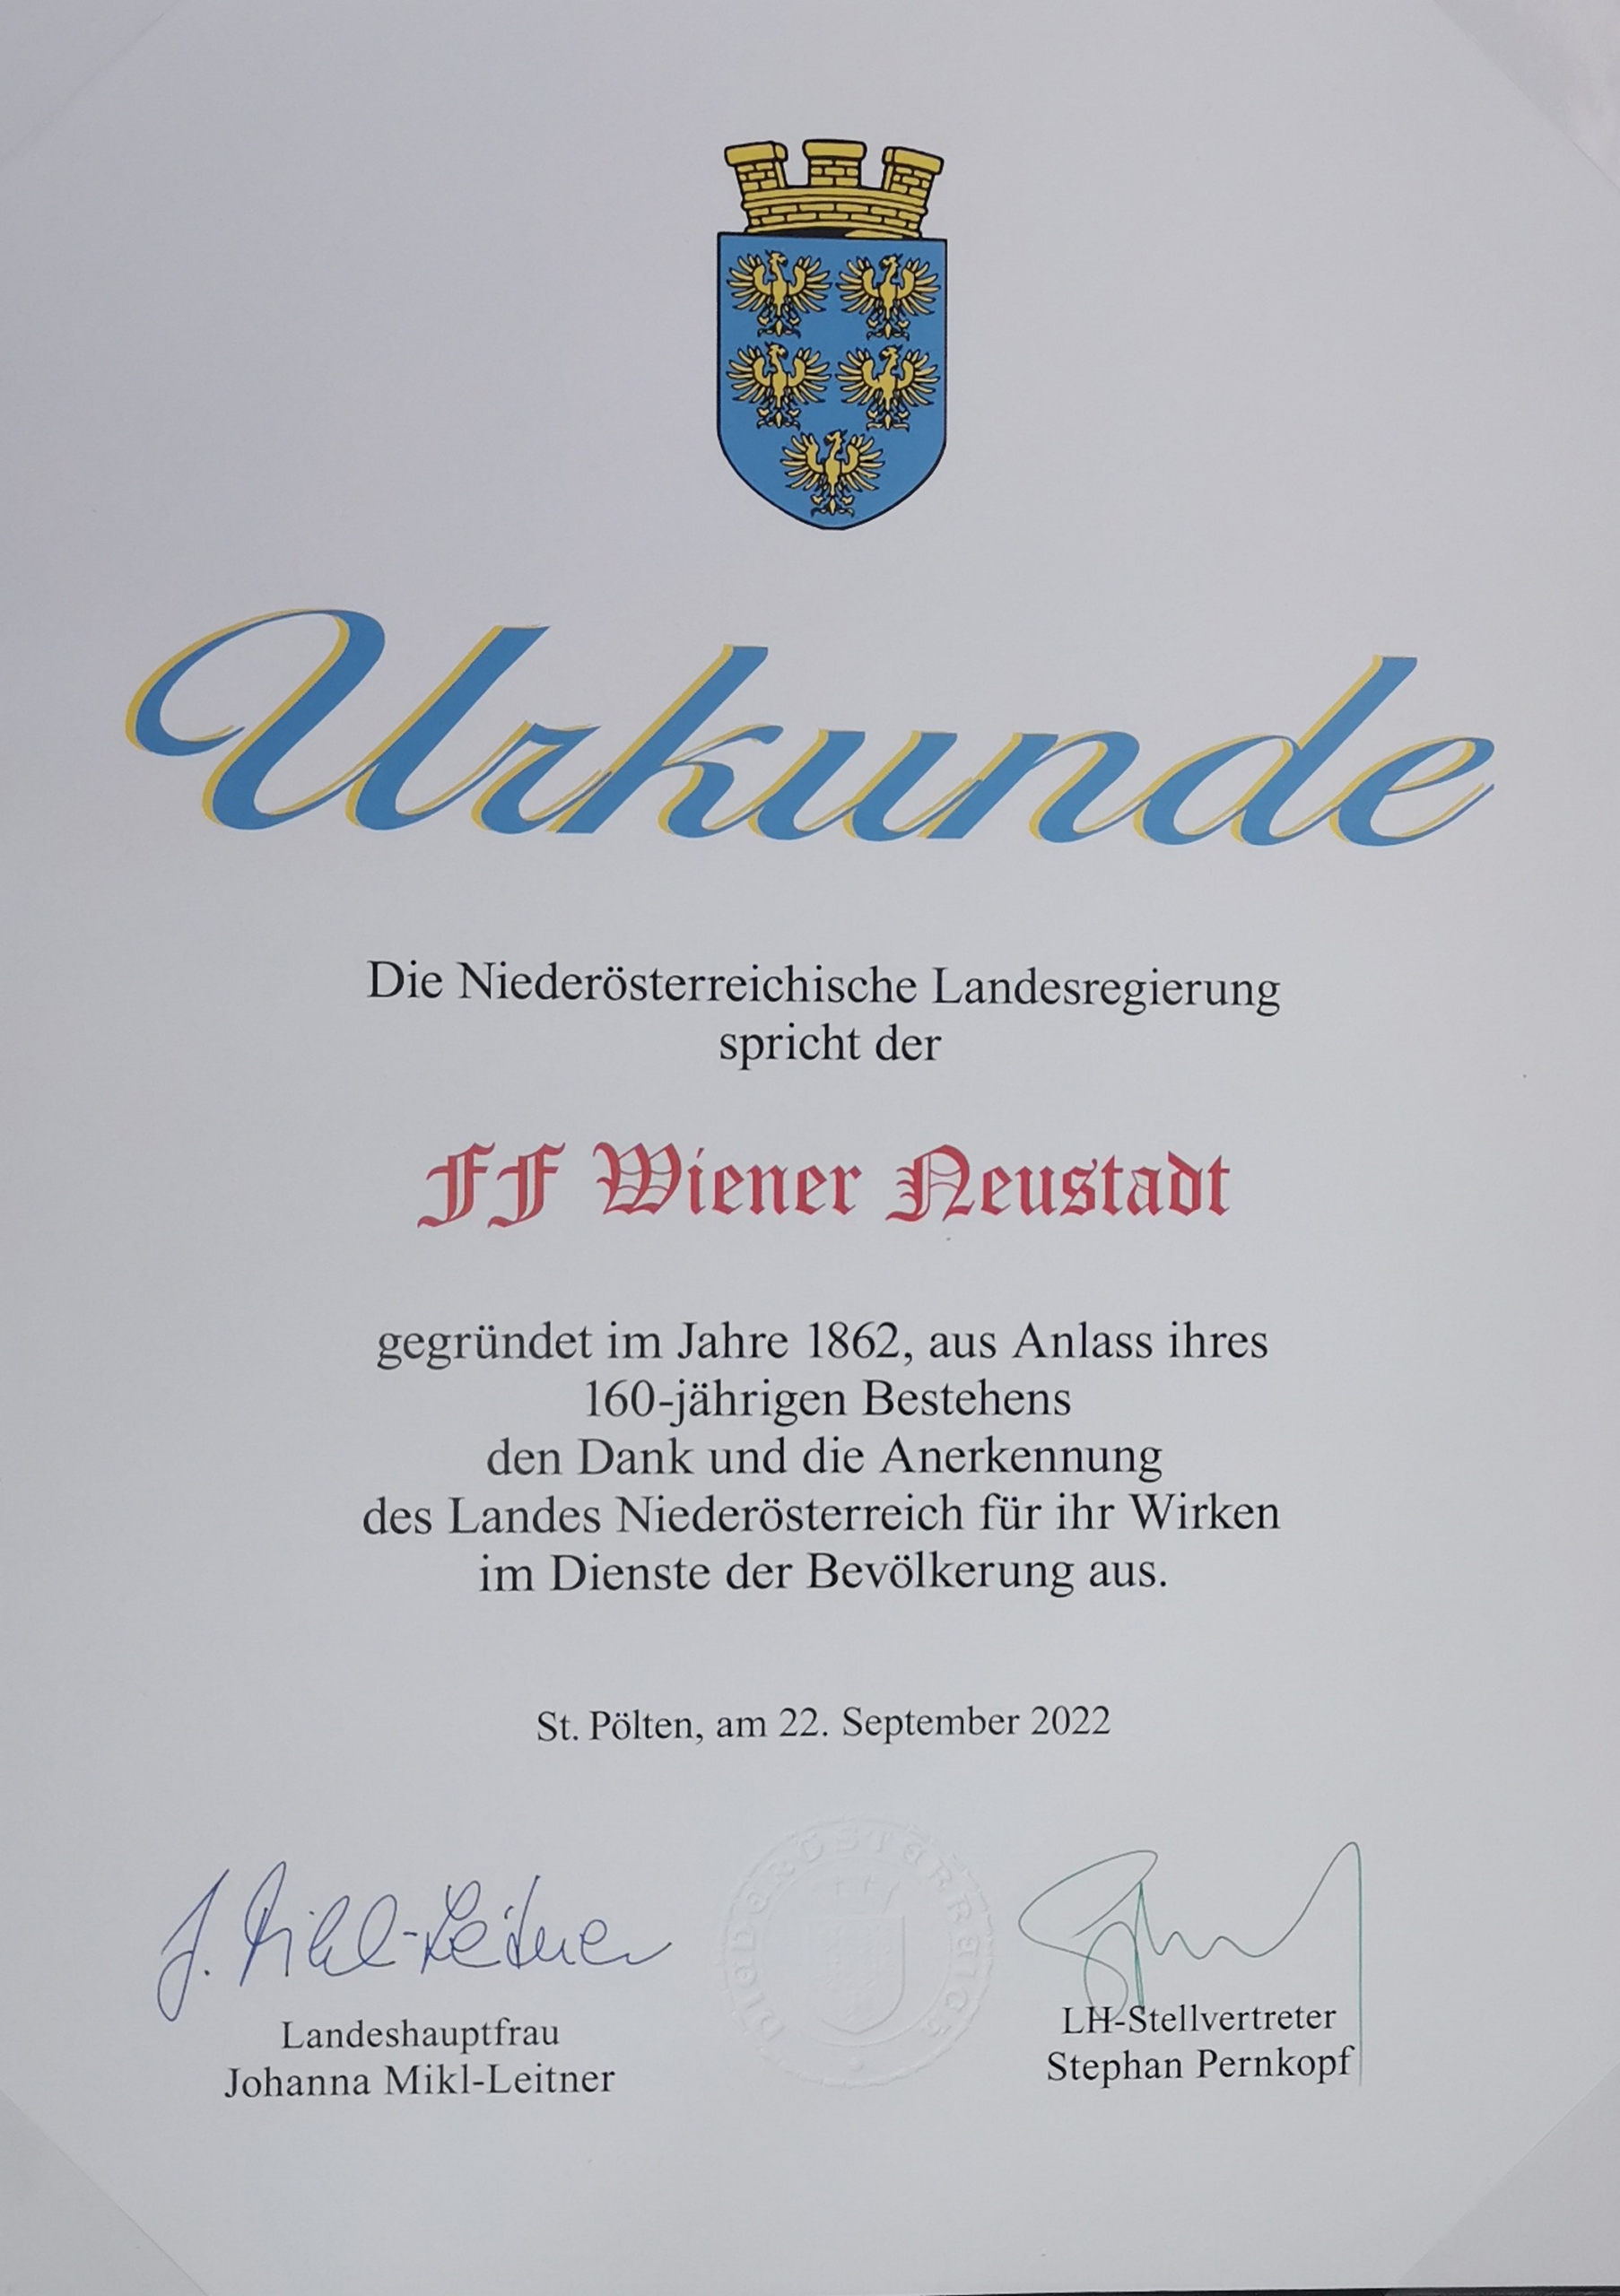 Urkunde
Die Niederösterreichische Landesregierung
spricht der
FF Wiener Neustadt
gegründet im Jahre 1862, aus Anlass ihres
160-jährigen Bestehens
den Dank und die Anerkennung
des Landes Niederösterreich für ihr Wirken
im Dienste der Bevölkerung aus.
St. Pölten, am 22. September 2022
NIEDERÖSTERREICH
J. Mikl-Leitner
Landeshauptfrau
Johanna Mikl-Leitner
LH-Stellvertreter
Stephan Pernkopf